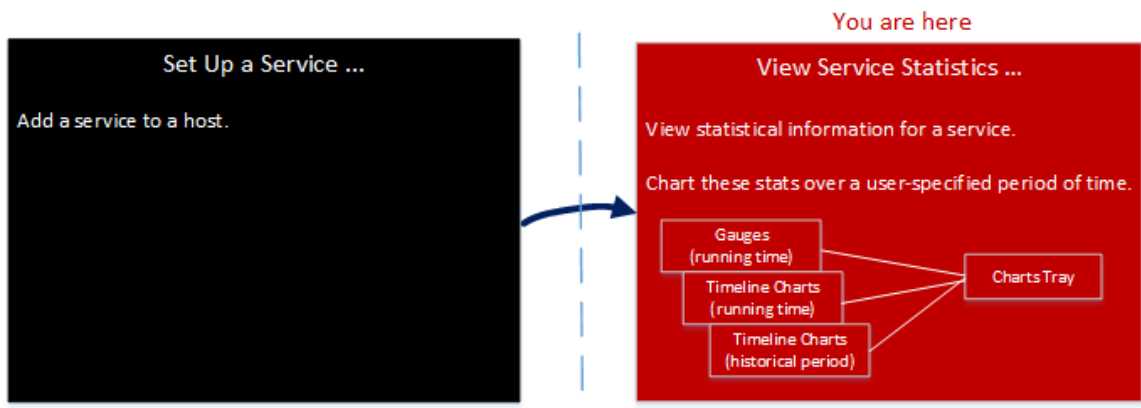 You are here
Set Up a Service ...
Add a service to a host.
View Service Statistics ...
View statistical information for a service.
Chart these stats over a user-specified period of time.
Gauges
(running time)
Timeline Charts
(running time)
Timeline Charts
(historical period)
Charts Tray